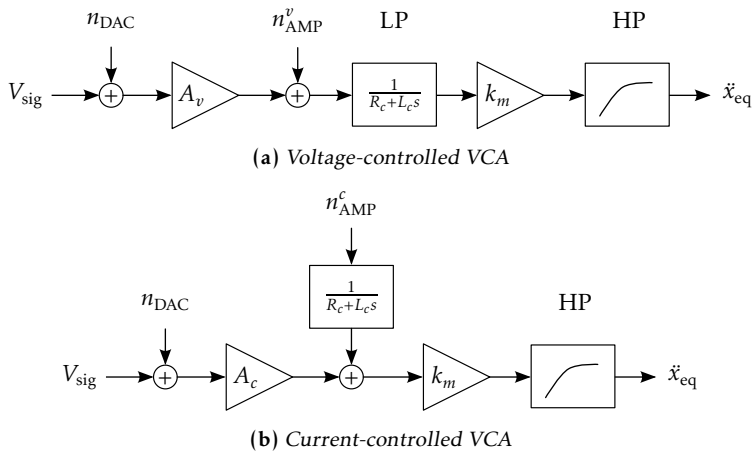 n_DAC n^v_AMP LP HP
V_sig + A_v + 1/(R_c+L_c s) k_m ẍ_eq
(a) Voltage-controlled VCA
n^c_AMP
1/(R_c+L_c s)
n_DAC HP
V_sig + A_c + k_m ẍ_eq
(b) Current-controlled VCA